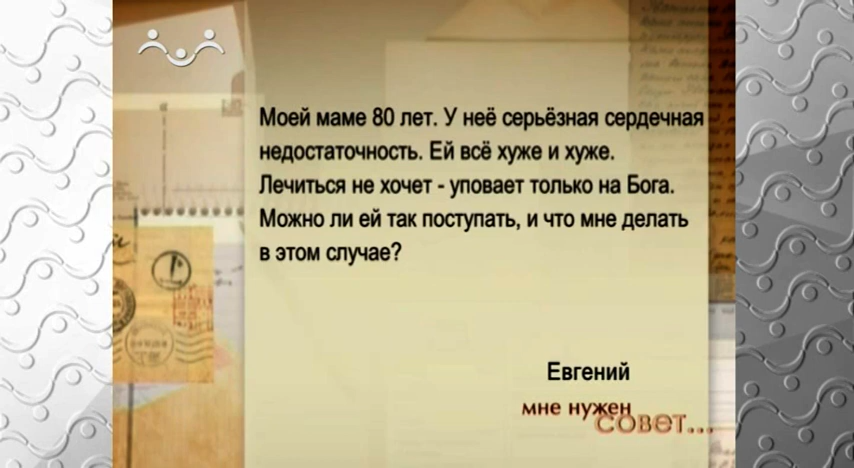 Моей маме 80 лет. У неё серьёзная сердечная
недостаточность. Ей всё хуже и хуже.
Лечиться не хочет - уповает только на Бога.
Можно ли ей так поступать, и что мне делать
в этом случае?
Евгений
мне нужен
совет...